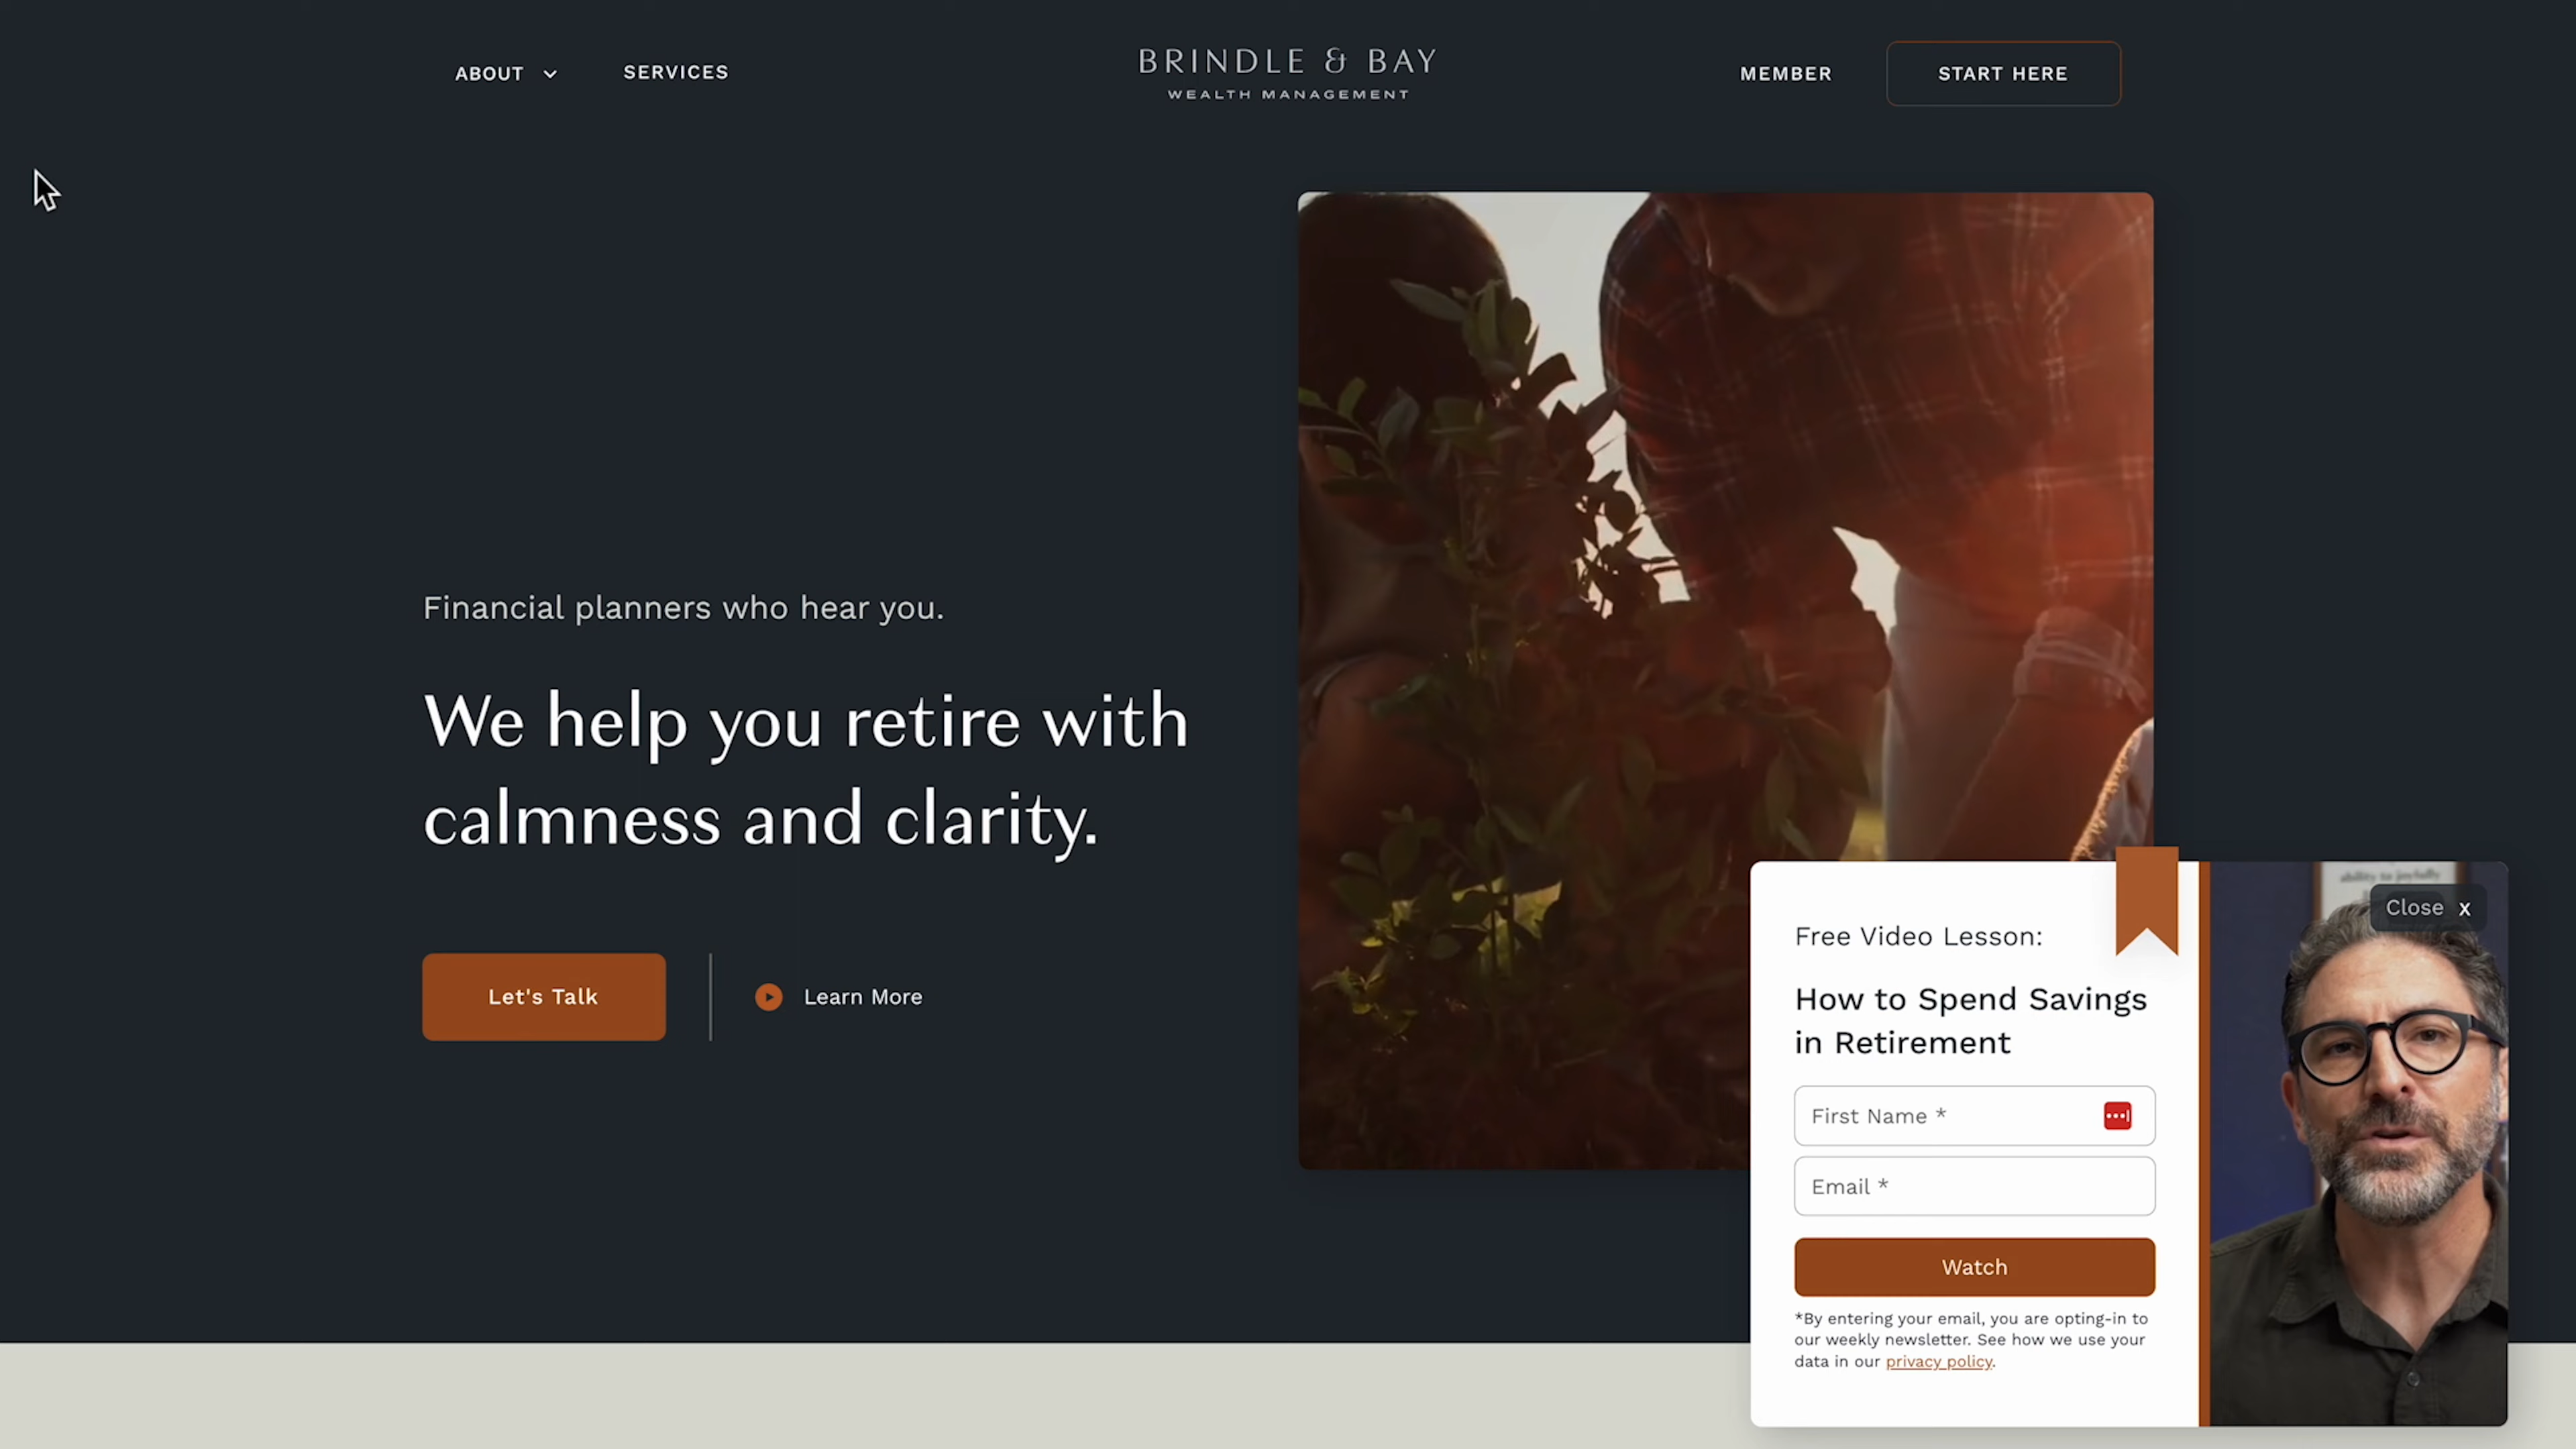 ABOUT
SERVICES
BRINDLE & BAY
WEALTH MANAGEMENT
MEMBER
START HERE
Financial planners who hear you.
We help you retire with
calmness and clarity.
Let's Talk
Learn More
ability to joyfully
Close x
Free Video Lesson:
How to Spend Savings
in Retirement
First Name *
Email *
Watch
*By entering your email, you are opting-in to
our weekly newsletter. See how we use your
data in our privacy policy.